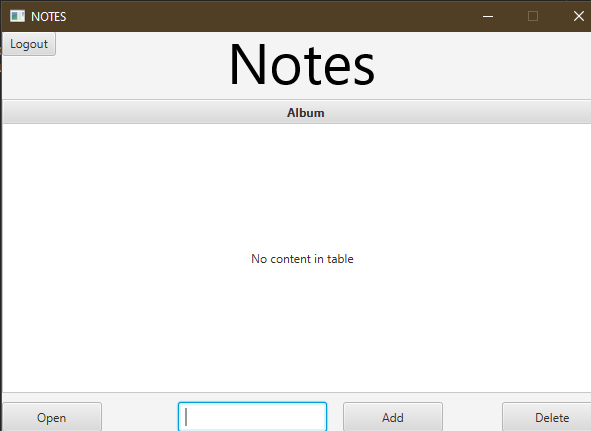 NOTES
Logout
Notes
Album
No content in table
Open
Add
Delete